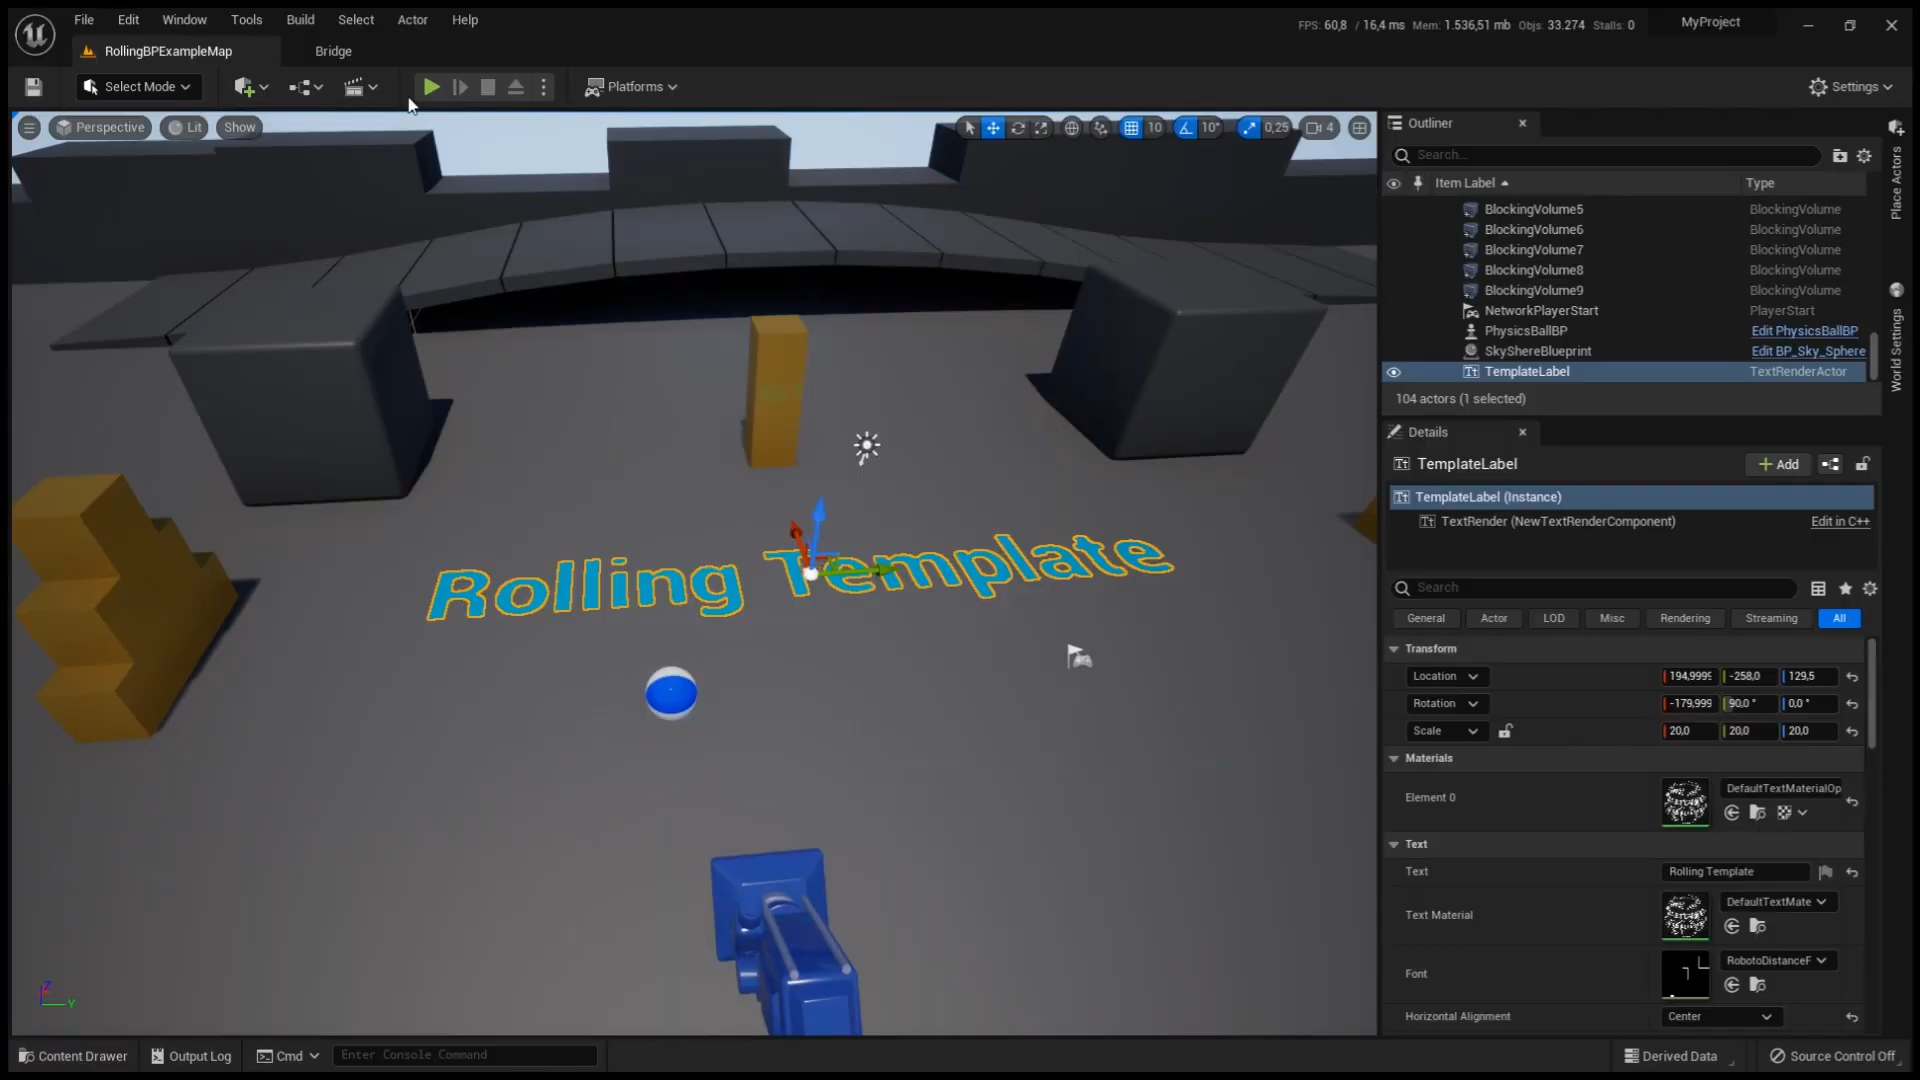 File Edit Window Tools Build Select Actor Help
FPS: 60,8 / 16,4 ms Mem: 1.536,51 mb Objs: 33.274 Stalls: 0
MyProject
RollingBPExampleMap
Bridge
Select Mode
Platforms
Settings
Perspective
Lit
Show
10
10°
0,25
4
Outliner
Search...
Item Label
Type
BlockingVolume5 BlockingVolume
BlockingVolume6 BlockingVolume
BlockingVolume7 BlockingVolume
BlockingVolume8 BlockingVolume
BlockingVolume9 BlockingVolume
NetworkPlayerStart PlayerStart
PhysicsBallBP Edit PhysicsBallBP
SkyShereBlueprint Edit BP_Sky_Sphere
TemplateLabel TextRenderActor
104 actors (1 selected)
Place Actors
World Settings
Details
TemplateLabel
Add
TemplateLabel (Instance)
TextRender (NewTextRenderComponent) Edit in C++
Search
General Actor LOD Misc Rendering Streaming All
Transform
Location 194,9999 -258,0 129,5
Rotation -179,999 90,0 ° 0,0 °
Scale 20,0 20,0 20,0
Materials
Element 0
DefaultTextMaterialOp
Text
Text Rolling Template
Text Material
DefaultTextMate
Font
RobotoDistanceF
Horizontal Alignment Center
Rolling Template
Z
Y
Content Drawer
Output Log
Cmd
Enter Console Command
Derived Data
Source Control Off